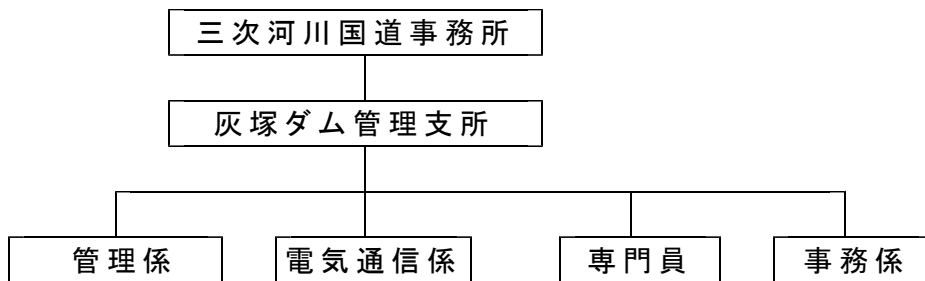 三次河川国道事務所
灰塚ダム管理支所
管理係
電気通信係
専門員
事務係